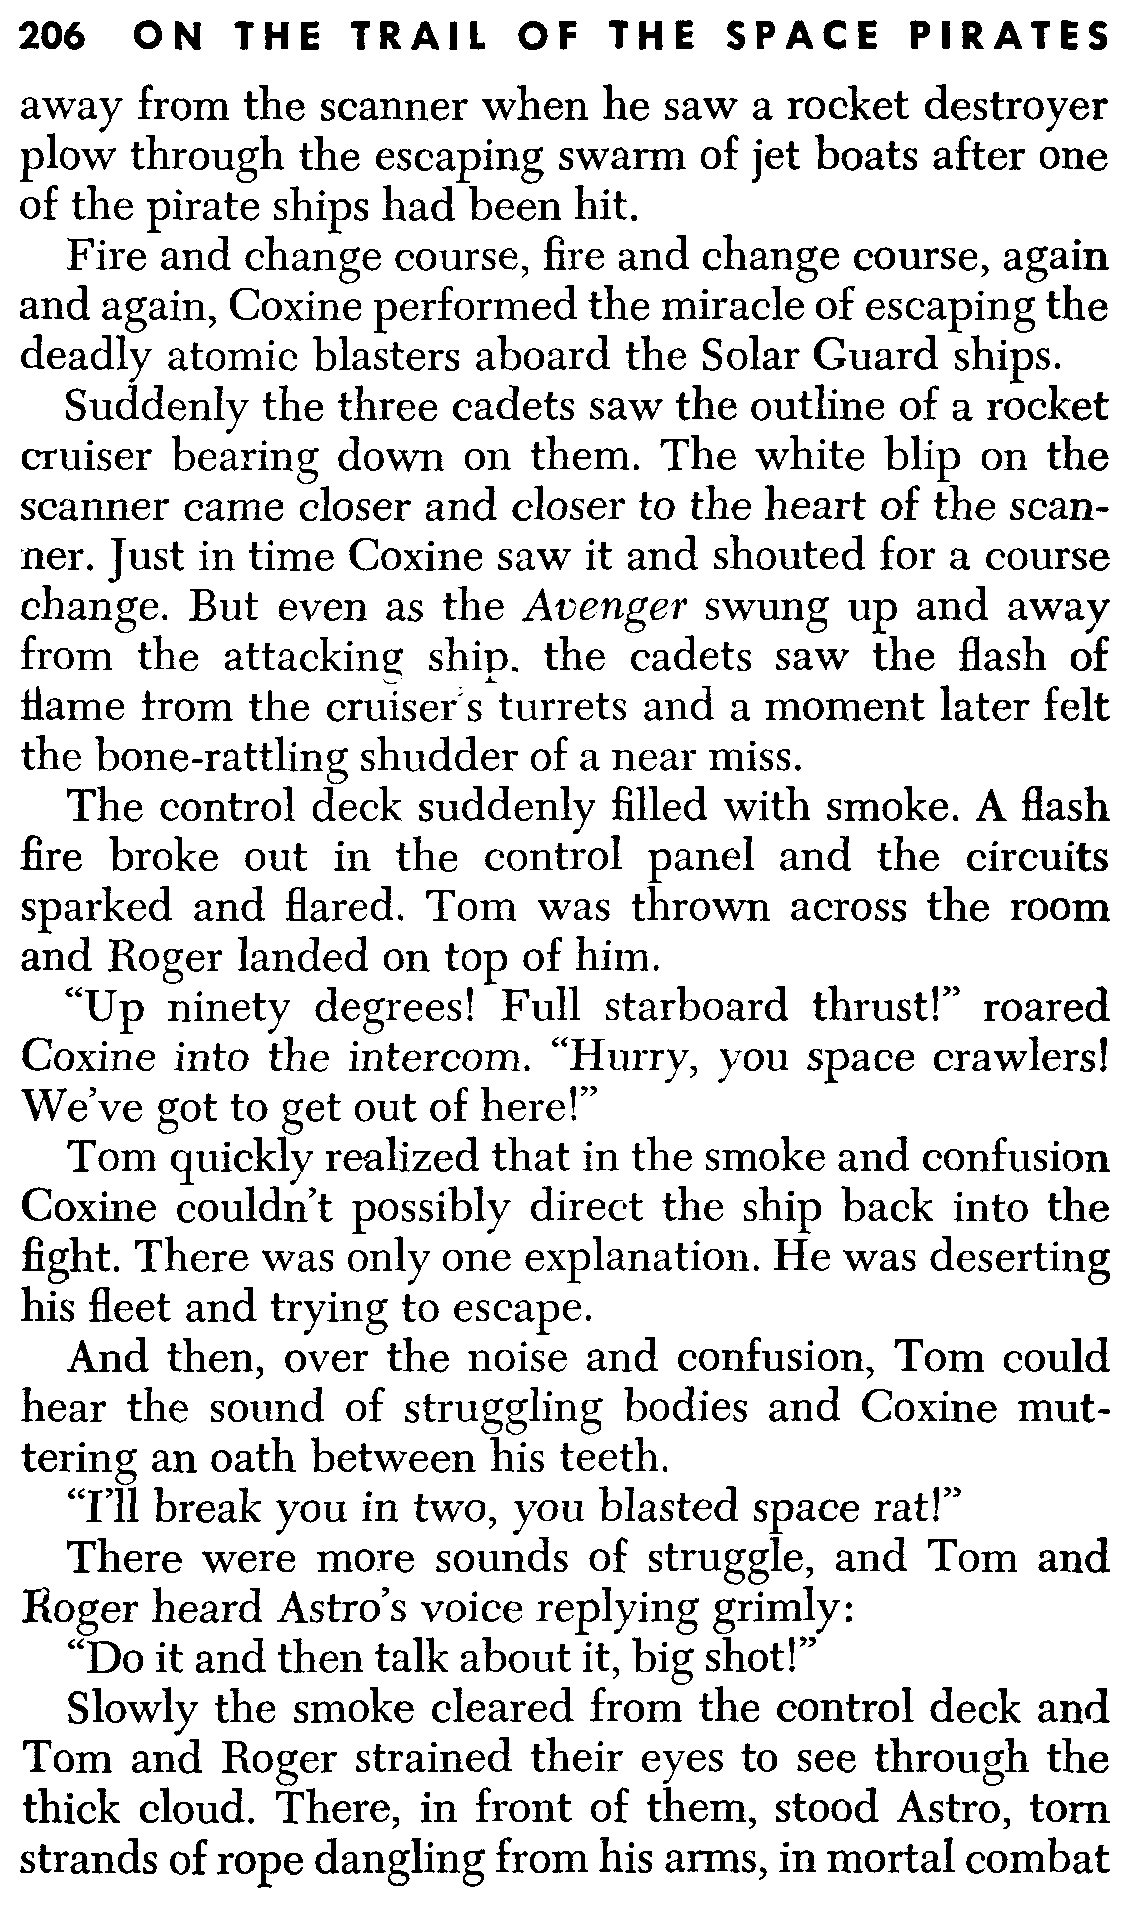 206 ON THE TRAIL OF THE SPACE PIRATES
away from the scanner when he saw a rocket destroyer
plow through the escaping swarm of jet boats after one
of the pirate ships had been hit.
Fire and change course, fire and change course, again
and again, Coxine performed the miracle of escaping the
deadly atomic blasters aboard the Solar Guard ships.
Suddenly the three cadets saw the outline of a rocket
cruiser bearing down on them. The white blip on the
scanner came closer and closer to the heart of the scan-
ner. Just in time Coxine saw it and shouted for a course
change. But even as the Avenger swung up and away
from the attacking ship, the cadets saw the flash of
flame from the cruiser's turrets and a moment later felt
the bone-rattling shudder of a near miss.
The control deck suddenly filled with smoke. A flash
fire broke out in the control panel and the circuits
sparked and flared. Tom was thrown across the room
and Roger landed on top of him.
“Up ninety degrees! Full starboard thrust!” roared
Coxine into the intercom. “Hurry, you space crawlers!
We've got to get out of here!”
Tom quickly realized that in the smoke and confusion
Coxine couldn't possibly direct the ship back into the
fight. There was only one explanation. He was deserting
his fleet and trying to escape.
And then, over the noise and confusion, Tom could
hear the sound of struggling bodies and Coxine mut-
tering an oath between his teeth.
“I'll break you in two, you blasted space rat!”
There were more sounds of struggle, and Tom and
Roger heard Astro's voice replying grimly:
“Do it and then talk about it, big shot!”
Slowly the smoke cleared from the control deck and
Tom and Roger strained their eyes to see through the
thick cloud. There, in front of them, stood Astro, torn
strands of rope dangling from his arms, in mortal combat